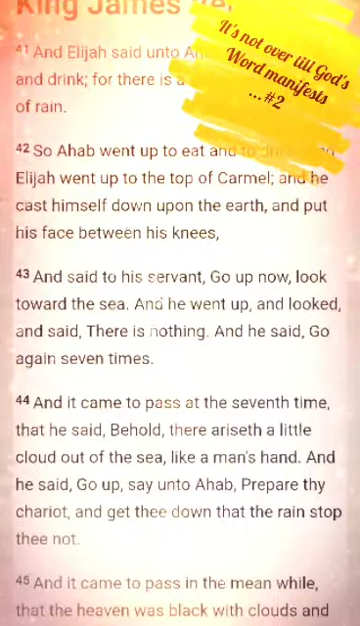 King James
It's not over till God's
Word manifests
...#2
41 And Elijah said unto
and drink; for there is a
of rain.
42 So Ahab went up to eat and to
Elijah went up to the top of Carmel; and he
cast himself down upon the earth, and put
his face between his knees,
43 And said to his servant, Go up now, look
toward the sea. And he went up, and looked,
and said, There is nothing. And he said, Go
again seven times.
44 And it came to pass at the seventh time,
that he said, Behold, there ariseth a little
cloud out of the sea, like a man's hand. And
he said, Go up, say unto Ahab, Prepare thy
chariot, and get thee down that the rain stop
thee not.
45 And it came to pass in the mean while,
that the heaven was black with clouds and